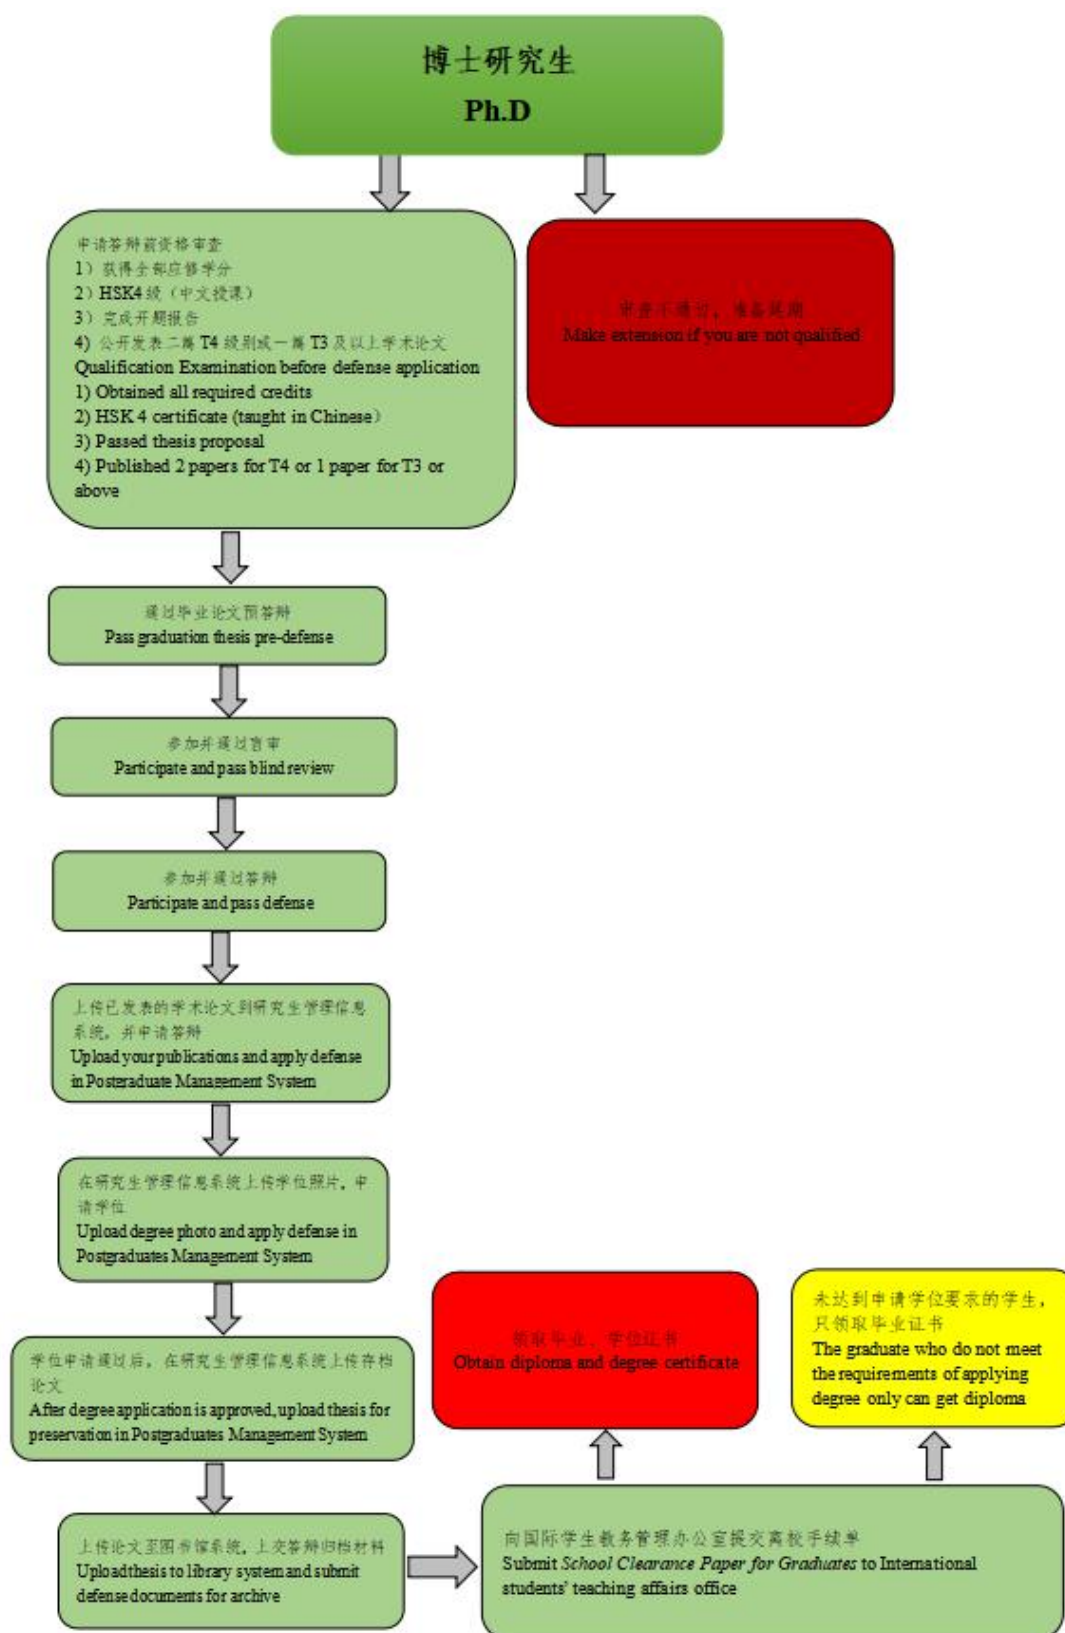 博士研究生
Ph.D
申请答辩前资格审查
1）获得全部应修学分
2）HSK4级（中文授课）
3）完成开期报告
4）公开发表二篇 T4 级别或一篇 T3 及以上学术论文
Qualification Examination before defense application
1) Obtained all required credits
2) HSK 4 certificate (taught in Chinese）
3) Passed thesis proposal
4) Published 2 papers for T4 or 1 paper for T3 or
above
审查不通过，准备延期
Make extension if you are not qualified
通过毕业论文预答辩
Pass graduation thesis pre-defense
参加并通过盲审
Participate and pass blind review
参加并通过答辩
Participate and pass defense
上传已发表的学术论文到研究生管理信息
系统，并申请答辩
Upload your publications and apply defense
in Postgraduate Management System
在研究生管理信息系统上传学位照片，申
请学位
Upload degree photo and apply defense in
Postgraduates Management System
学位申请通过后，在研究生管理信息系统上传存档
论文
After degree application is approved, upload thesis for
preservation in Postgraduates Management System
上传论文至图书馆系统，上交答辩归档材料
Upload thesis to library system and submit
defense documents for archive
向国际学生教务管理办公室提交离校手续单
Submit School Clearance Paper for Graduates to International
students' teaching affairs office
领取毕业、学位证书
Obtain diploma and degree certificate
未达到申请学位要求的学生，
只领取毕业证书
The graduate who do not meet
the requirements of applying
degree only can get diploma